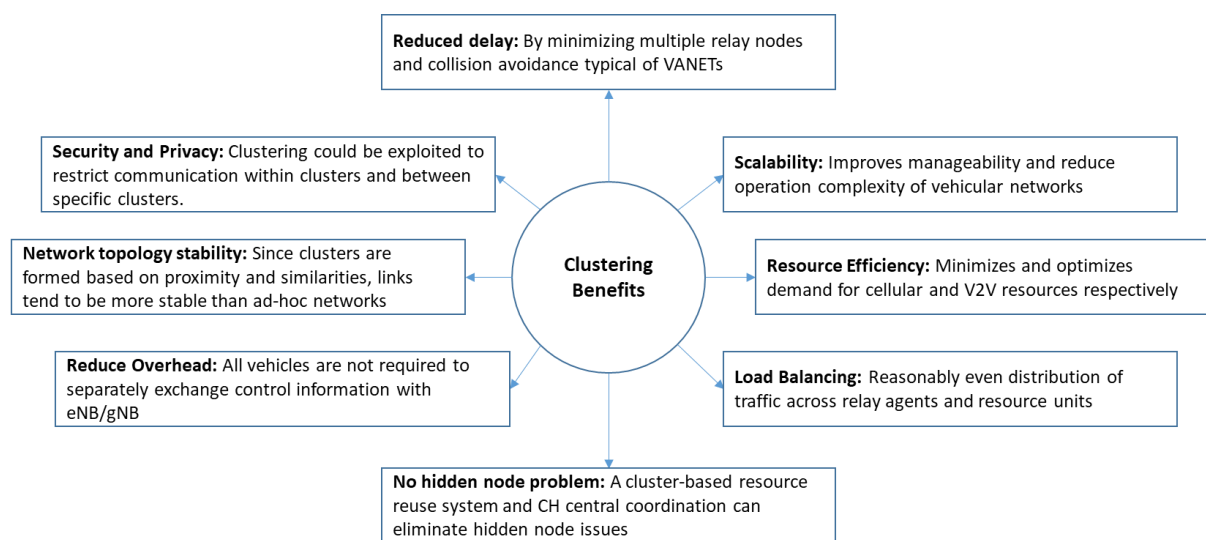 Reduced delay: By minimizing multiple relay nodes
and collision avoidance typical of VANETs
Security and Privacy: Clustering could be exploited to
restrict communication within clusters and between
specific clusters.
Scalability: Improves manageability and reduce
operation complexity of vehicular networks
Network topology stability: Since clusters are
formed based on proximity and similarities, links
tend to be more stable than ad-hoc networks
Clustering
Benefits
Resource Efficiency: Minimizes and optimizes
demand for cellular and V2V resources respectively
Reduce Overhead: All vehicles are not required to
separately exchange control information with
eNB/gNB
Load Balancing: Reasonably even distribution of
traffic across relay agents and resource units
No hidden node problem: A cluster-based resource
reuse system and CH central coordination can
eliminate hidden node issues